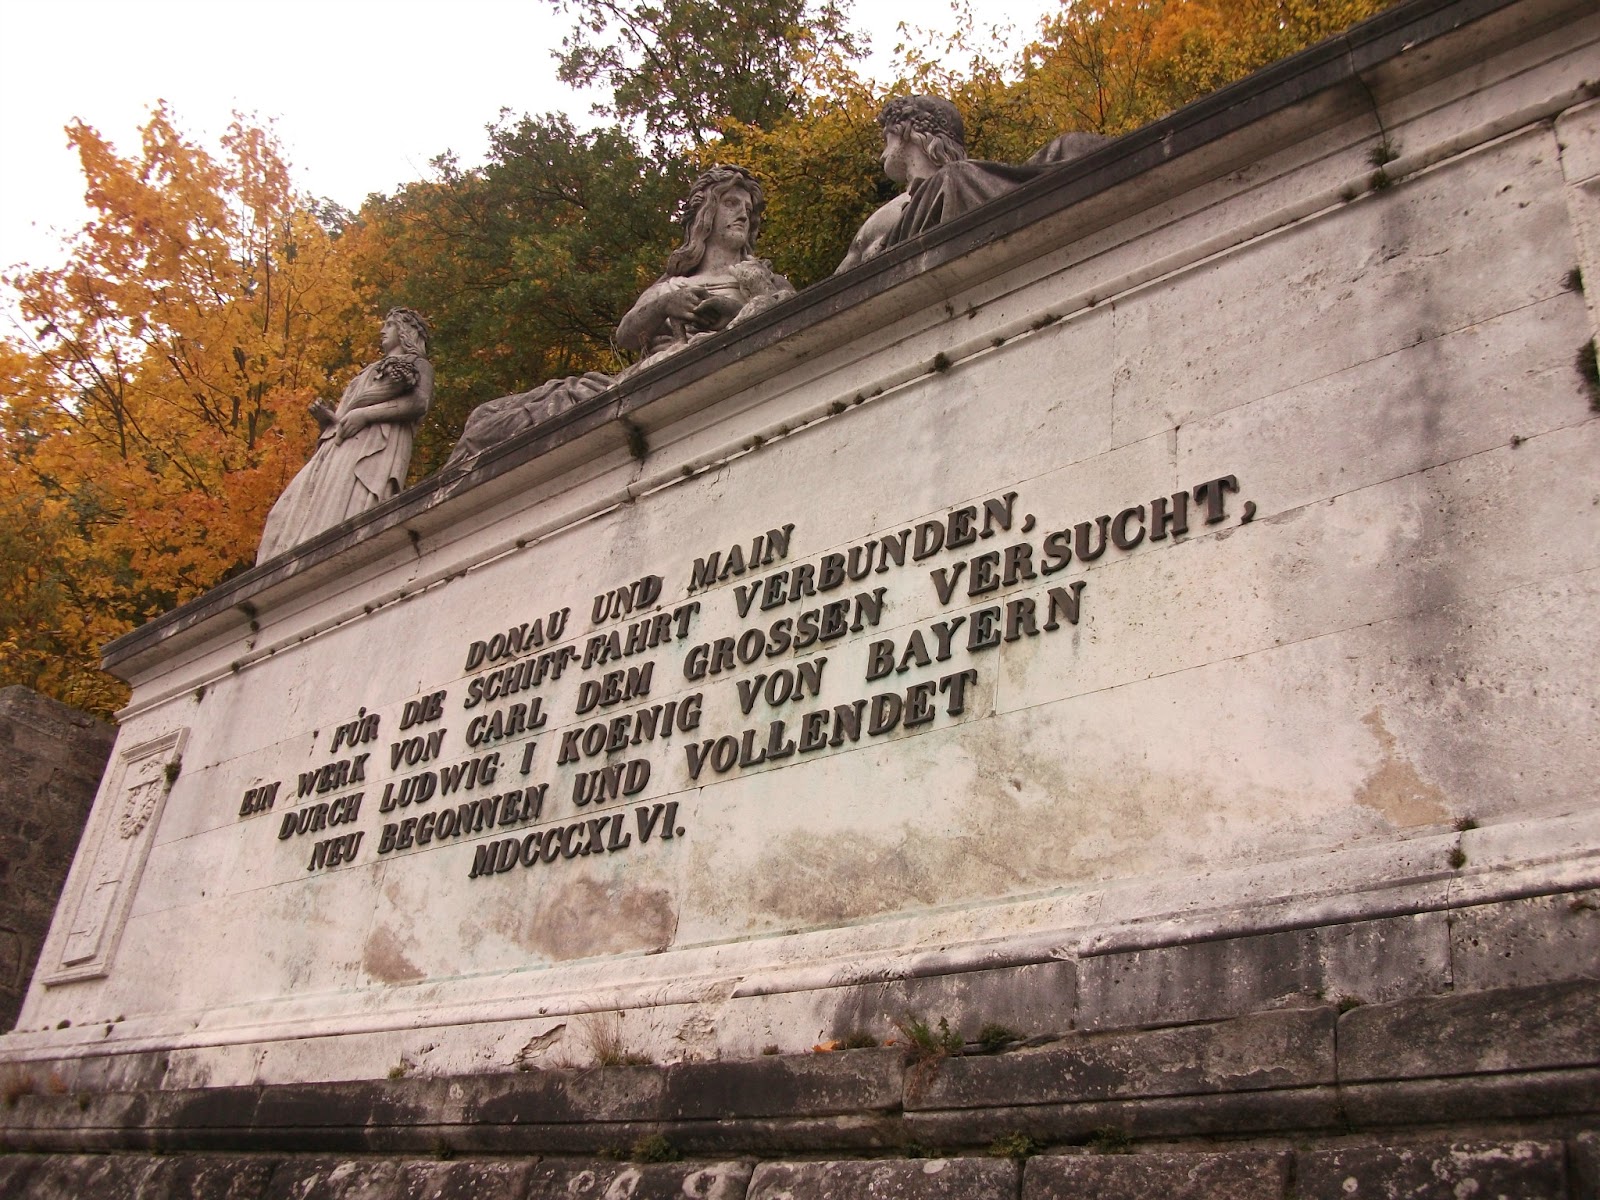 DONAU UND MAIN
FÜR DIE SCHIFF-FAHRT VERBUNDEN,
EIN WERK VON CARL DEM GROSSEN VERSUCHT,
DURCH LUDWIG I KOENIG VON BAYERN
NEU BEGONNEN UND VOLLENDET
MDCCCXLVI.